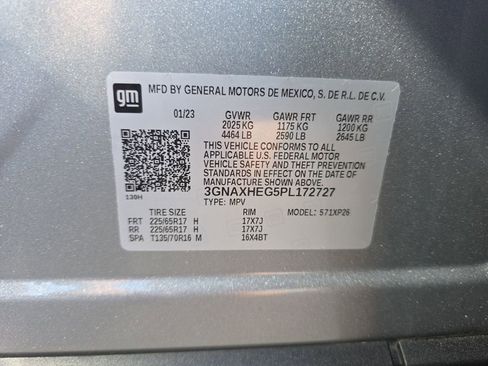 gm
MFD BY GENERAL MOTORS DE MEXICO, S. DE R.L. DE C.V.
01/23 GVWR GAWR FRT GAWR RR
2025 KG 1175 KG 1200 KG
4464 LB 2590 LB 2645 LB
THIS VEHICLE CONFORMS TO ALL
APPLICABLE U.S. FEDERAL MOTOR
VEHICLE SAFETY AND THEFT PREVENTION
STANDARDS IN EFFECT ON THE DATE OF
MANUFACTURE SHOWN ABOVE.
139H
3GNAXHEG5PL172727
TYPE: MPV
TIRE SIZE RIM MODEL: 571XP26
FRT 225/65R17 H 17X7J
RR 225/65R17 H 17X7J
SPA T135/70R16 M 16X4BT